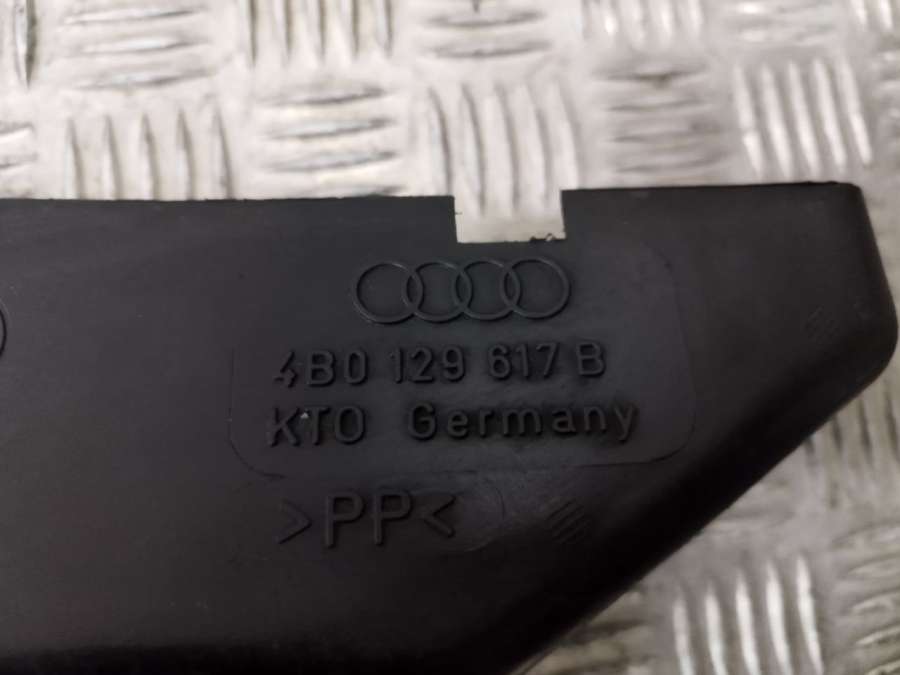 4B0 129 617 B
KTO Germany
>PP<